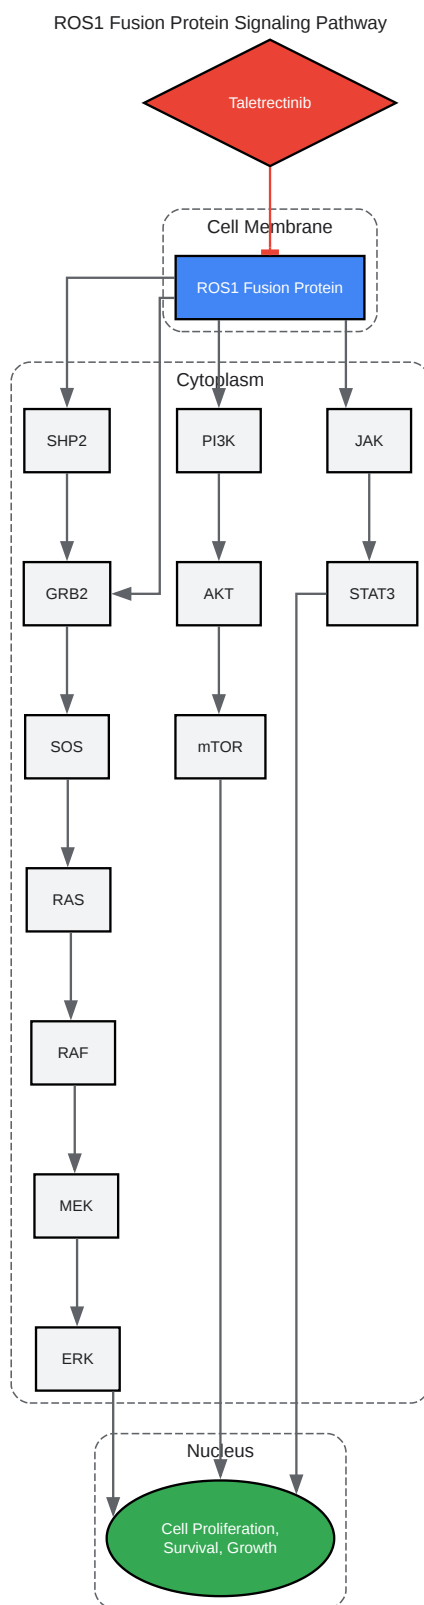 ROS1 Fusion Protein Signaling Pathway
Taletrectinib
Cell Membrane
ROS1 Fusion Protein
Cytoplasm
SHP2
PI3K
JAK
GRB2
AKT
STAT3
SOS
mTOR
RAS
RAF
MEK
ERK
Nucleus
Cell Proliferation,
Survival, Growth